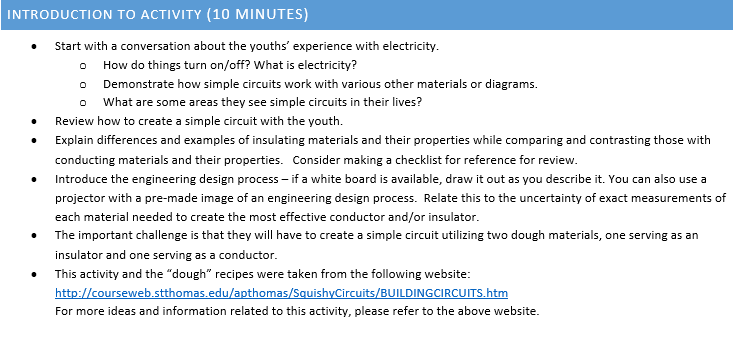 INTRODUCTION TO ACTIVITY (10 MINUTES)
• Start with a conversation about the youths’ experience with electricity.
o How do things turn on/off? What is electricity?
o Demonstrate how simple circuits work with various other materials or diagrams.
o What are some areas they see simple circuits in their lives?
• Review how to create a simple circuit with the youth.
• Explain differences and examples of insulating materials and their properties while comparing and contrasting those with
conducting materials and their properties.   Consider making a checklist for reference for review.
• Introduce the engineering design process – if a white board is available, draw it out as you describe it. You can also use a
projector with a pre-made image of an engineering design process.  Relate this to the uncertainty of exact measurements of
each material needed to create the most effective conductor and/or insulator.
• The important challenge is that they will have to create a simple circuit utilizing two dough materials, one serving as an
insulator and one serving as a conductor.
• This activity and the “dough” recipes were taken from the following website:
http://courseweb.stthomas.edu/apthomas/SquishyCircuits/BUILDINGCIRCUITS.htm
For more ideas and information related to this activity, please refer to the above website.